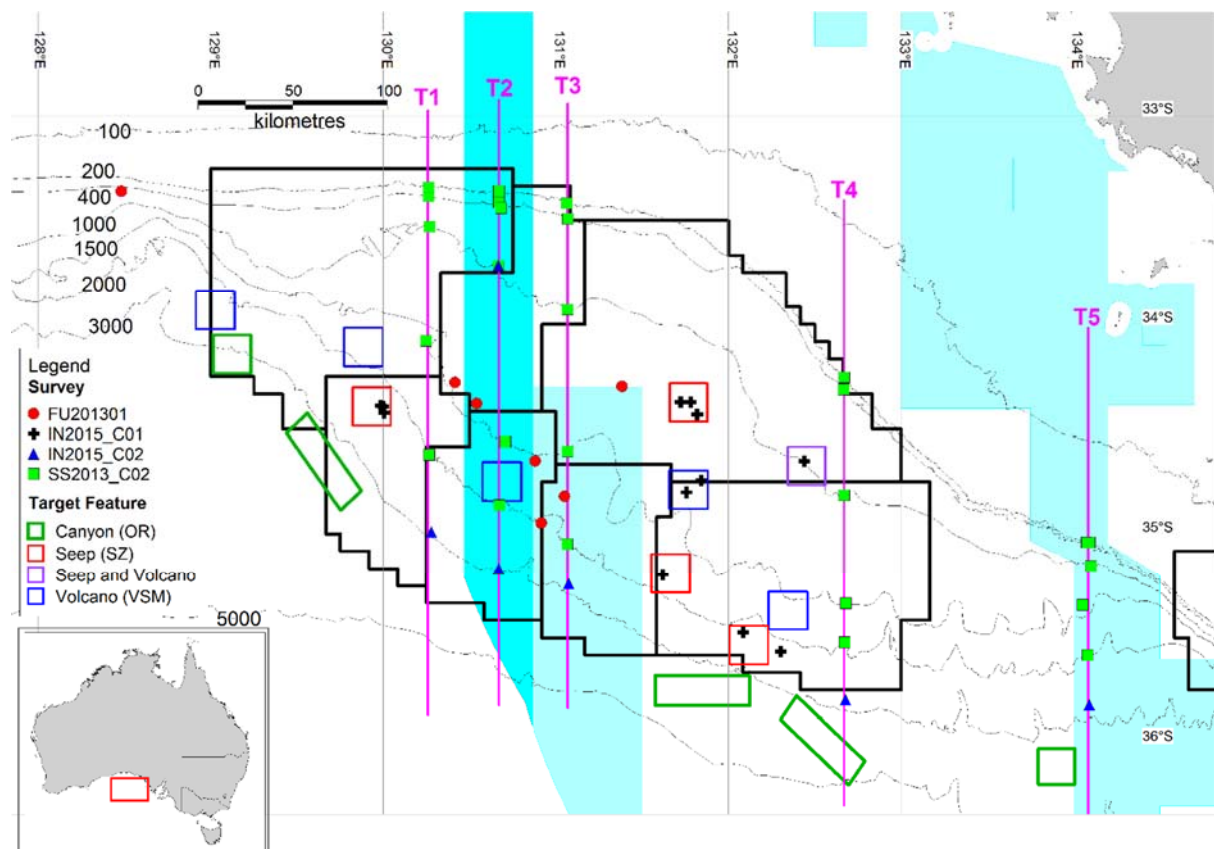 128°E
129°E
130°E
131°E
132°E
133°E
134°E
0 50 100
kilometres
T1
T2
T3
33°S
100
200
400
1000
1500
2000
3000
T4
34°S
T5
Legend
Survey
FU201301
IN2015_C01
IN2015_C02
SS2013_C02
Target Feature
Canyon (OR)
Seep (SZ)
Seep and Volcano
Volcano (VSM)
35°S
5000
36°S